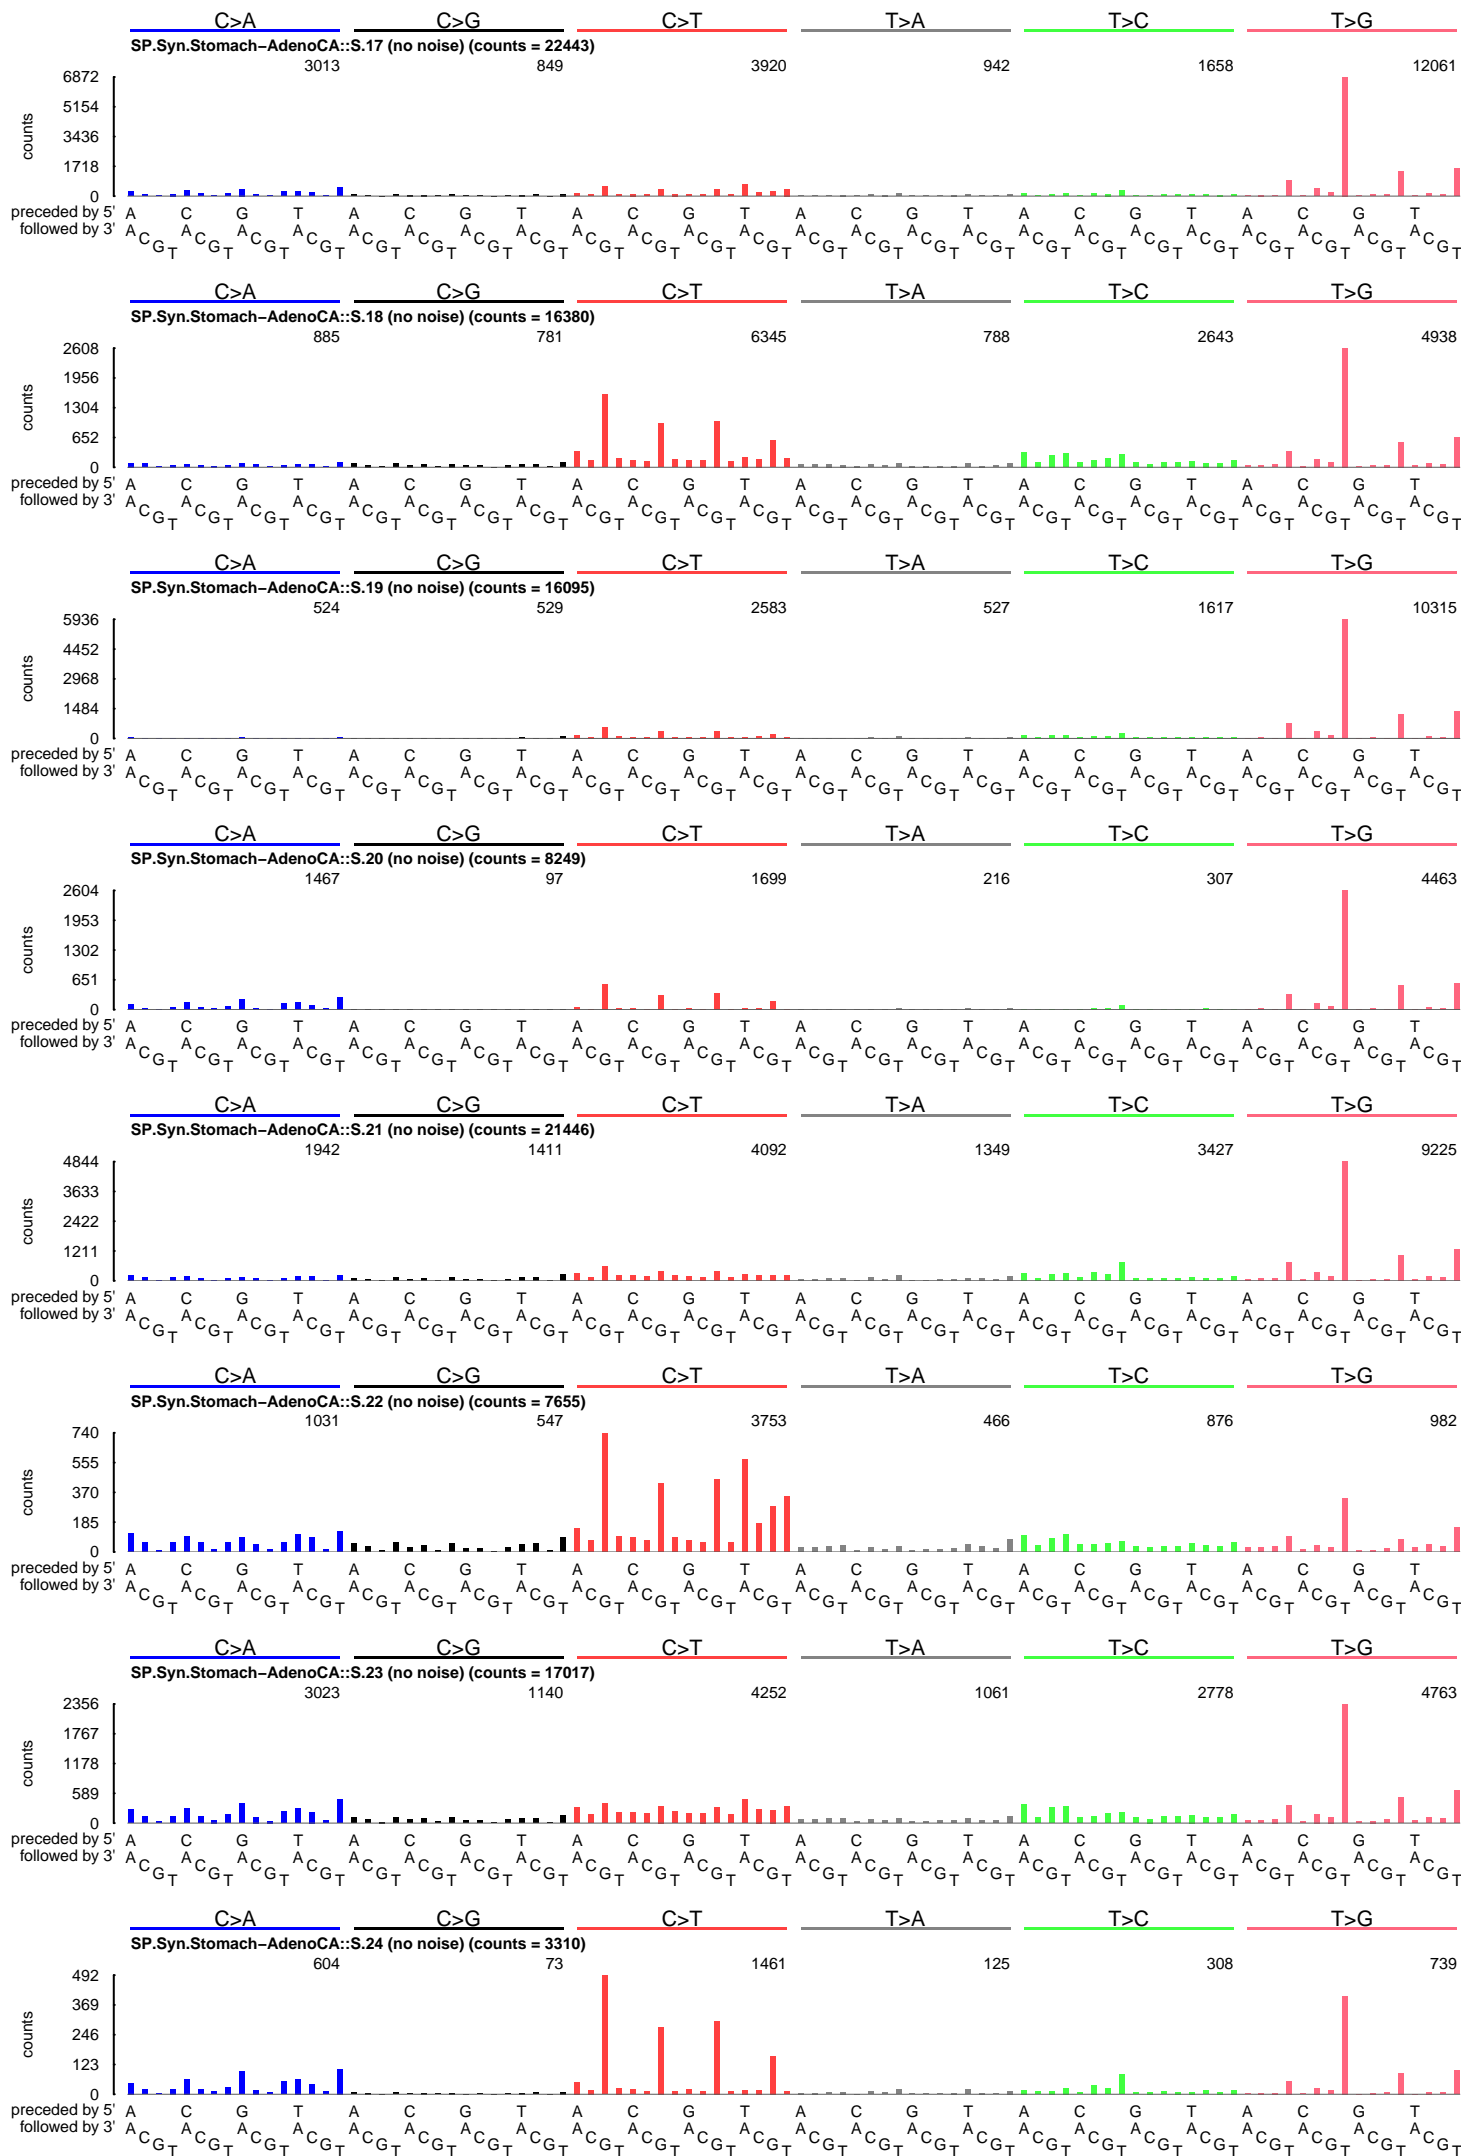 C>A C>G C>T T>A T>C T>G
SP.Syn.Stomach−AdenoCA::S.17 (no noise) (counts = 22443)
3013 849 3920 942 1658 12061
6872
5154
3436
1718
0
counts
preceded by 5' A C G T A C G T A C G T A C G T A C G T A C G T
followed by 3' A C G T A C G T A C G T A C G T A C G T A C G T A C G T A C G T A C G T A C G T A C G T A C G T A C G T A C G T A C G T A C G T A C G T A C G T A C G T A C G T A C G T A C G T A C G T A C G T
C>A C>G C>T T>A T>C T>G
SP.Syn.Stomach−AdenoCA::S.18 (no noise) (counts = 16380)
885 781 6345 788 2643 4938
2608
1956
1304
652
0
counts
preceded by 5' A C G T A C G T A C G T A C G T A C G T A C G T
followed by 3' A C G T A C G T A C G T A C G T A C G T A C G T A C G T A C G T A C G T A C G T A C G T A C G T A C G T A C G T A C G T A C G T A C G T A C G T A C G T A C G T A C G T A C G T A C G T A C G T
C>A C>G C>T T>A T>C T>G
SP.Syn.Stomach−AdenoCA::S.19 (no noise) (counts = 16095)
524 529 2583 527 1617 10315
5936
4452
2968
1484
0
counts
preceded by 5' A C G T A C G T A C G T A C G T A C G T A C G T
followed by 3' A C G T A C G T A C G T A C G T A C G T A C G T A C G T A C G T A C G T A C G T A C G T A C G T A C G T A C G T A C G T A C G T A C G T A C G T A C G T A C G T A C G T A C G T A C G T A C G T
C>A C>G C>T T>A T>C T>G
SP.Syn.Stomach−AdenoCA::S.20 (no noise) (counts = 8249)
1467 97 1699 216 307 4463
2604
1953
1302
651
0
counts
preceded by 5' A C G T A C G T A C G T A C G T A C G T A C G T
followed by 3' A C G T A C G T A C G T A C G T A C G T A C G T A C G T A C G T A C G T A C G T A C G T A C G T A C G T A C G T A C G T A C G T A C G T A C G T A C G T A C G T A C G T A C G T A C G T A C G T
C>A C>G C>T T>A T>C T>G
SP.Syn.Stomach−AdenoCA::S.21 (no noise) (counts = 21446)
1942 1411 4092 1349 3427 9225
4844
3633
2422
1211
0
counts
preceded by 5' A C G T A C G T A C G T A C G T A C G T A C G T
followed by 3' A C G T A C G T A C G T A C G T A C G T A C G T A C G T A C G T A C G T A C G T A C G T A C G T A C G T A C G T A C G T A C G T A C G T A C G T A C G T A C G T A C G T A C G T A C G T A C G T
C>A C>G C>T T>A T>C T>G
SP.Syn.Stomach−AdenoCA::S.22 (no noise) (counts = 7655)
1031 547 3753 466 876 982
740
555
370
185
0
counts
preceded by 5' A C G T A C G T A C G T A C G T A C G T A C G T
followed by 3' A C G T A C G T A C G T A C G T A C G T A C G T A C G T A C G T A C G T A C G T A C G T A C G T A C G T A C G T A C G T A C G T A C G T A C G T A C G T A C G T A C G T A C G T A C G T A C G T
C>A C>G C>T T>A T>C T>G
SP.Syn.Stomach−AdenoCA::S.23 (no noise) (counts = 17017)
3023 1140 4252 1061 2778 4763
2356
1767
1178
589
0
counts
preceded by 5' A C G T A C G T A C G T A C G T A C G T A C G T
followed by 3' A C G T A C G T A C G T A C G T A C G T A C G T A C G T A C G T A C G T A C G T A C G T A C G T A C G T A C G T A C G T A C G T A C G T A C G T A C G T A C G T A C G T A C G T A C G T A C G T
C>A C>G C>T T>A T>C T>G
SP.Syn.Stomach−AdenoCA::S.24 (no noise) (counts = 3310)
604 73 1461 125 308 739
492
369
246
123
0
counts
preceded by 5' A C G T A C G T A C G T A C G T A C G T A C G T
followed by 3' A C G T A C G T A C G T A C G T A C G T A C G T A C G T A C G T A C G T A C G T A C G T A C G T A C G T A C G T A C G T A C G T A C G T A C G T A C G T A C G T A C G T A C G T A C G T A C G T